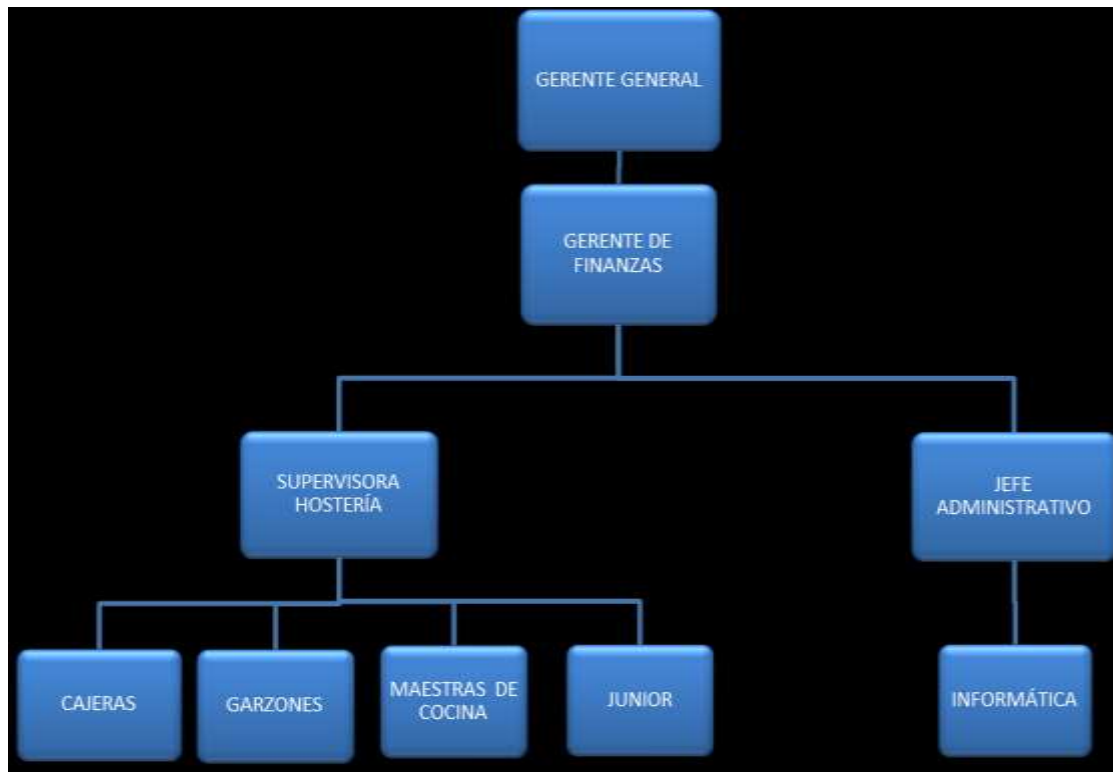 GERENTE GENERAL
GERENTE DE
FINANZAS
SUPERVISORA
HOSTERÍA
JEFE
ADMINISTRATIVO
CAJERAS
GARZONES
MAESTRAS DE
COCINA
JUNIOR
INFORMÁTICA